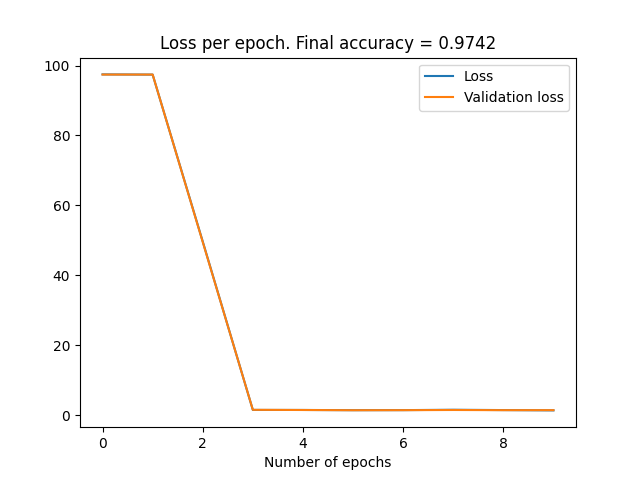 Loss per epoch. Final accuracy = 0.9742
100
80
60
40
20
0
Loss
Validation loss
0 2 4 6 8
Number of epochs